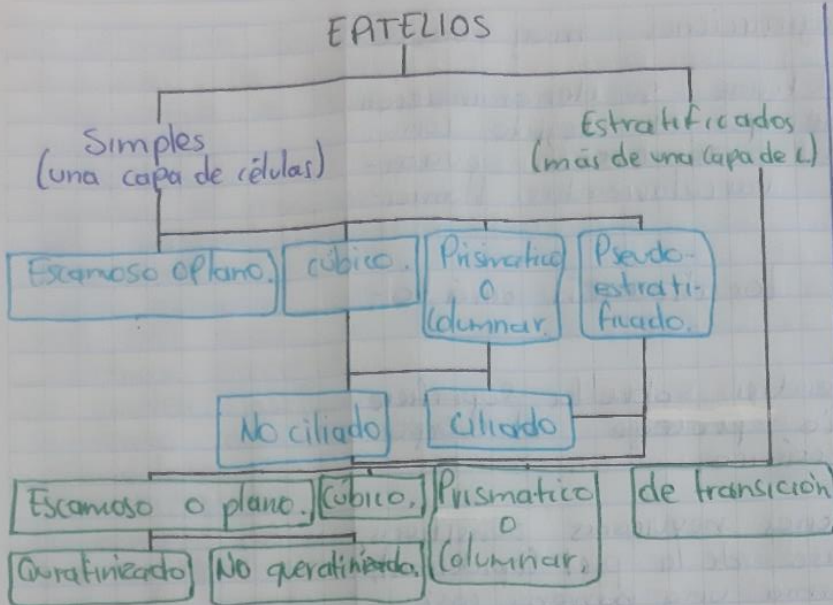 EPITELIOS
Simples
(una capa de células)
Estratificados
(más de una capa de c)
Escamoso o plano.
cúbico.
Prismatico
o
Columnar.
Pseudo-
estrati-
ficado.
No ciliado
Ciliado
Escamoso o plano.
Cúbico.
Prismatico
o
Columnar.
de transición
Queratinizado
No queratinizado.